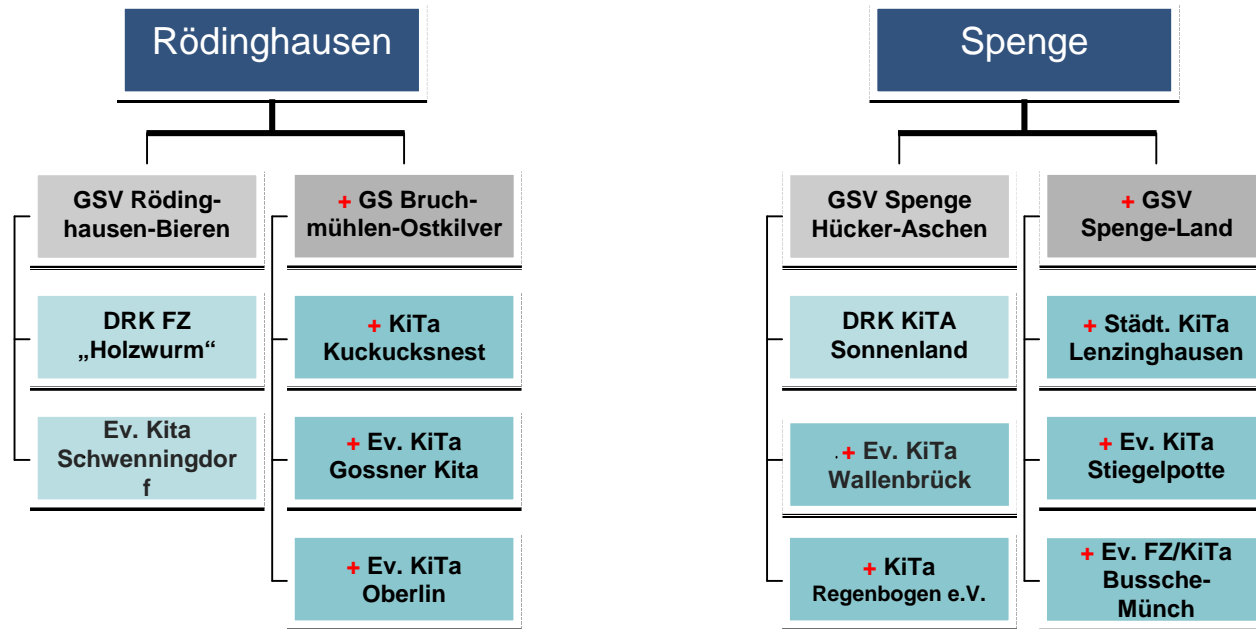 Rödinghausen
GSV Röding-
hausen-Bieren
DRK FZ
„Holzwurm“
Ev. Kita
Schwenningdor
f
+ GS Bruch-
mühlen-Ostkilver
+ KiTa
Kuckucksnest
+ Ev. KiTa
Gossner Kita
+ Ev. KiTa
Oberlin
Spenge
GSV Spenge
Hücker-Aschen
DRK KiTA
Sonnenland
.+ Ev. KiTa
Wallenbrück
+ KiTa
Regenbogen e.V.
+ GSV
Spenge-Land
+ Städt. KiTa
Lenzinghausen
+ Ev. KiTa
Stiegelpotte
+ Ev. FZ/KiTa
Bussche-
Münch